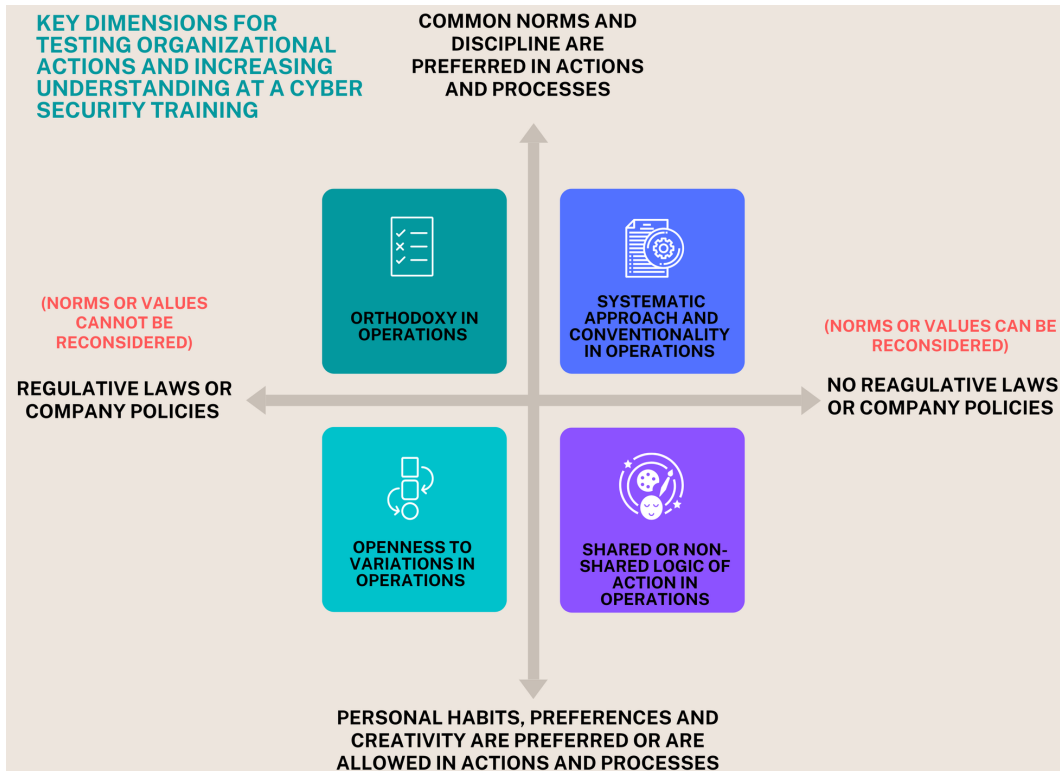 KEY DIMENSIONS FOR
TESTING ORGANIZATIONAL
ACTIONS AND INCREASING
UNDERSTANDING AT A CYBER
SECURITY TRAINING
COMMON NORMS AND
DISCIPLINE ARE
PREFERRED IN ACTIONS
AND PROCESSES
ORTHODOXY IN
OPERATIONS
SYSTEMATIC
APPROACH AND
CONVENTIONALITY
IN OPERATIONS
(NORMS OR VALUES
CANNOT BE
RECONSIDERED)
REGULATIVE LAWS OR
COMPANY POLICIES
(NORMS OR VALUES CAN BE
RECONSIDERED)
NO REAGULATIVE LAWS
OR COMPANY POLICIES
OPENNESS TO
VARIATIONS IN
OPERATIONS
SHARED OR NON-
SHARED LOGIC OF
ACTION IN
OPERATIONS
PERSONAL HABITS, PREFERENCES AND
CREATIVITY ARE PREFERRED OR ARE
ALLOWED IN ACTIONS AND PROCESSES